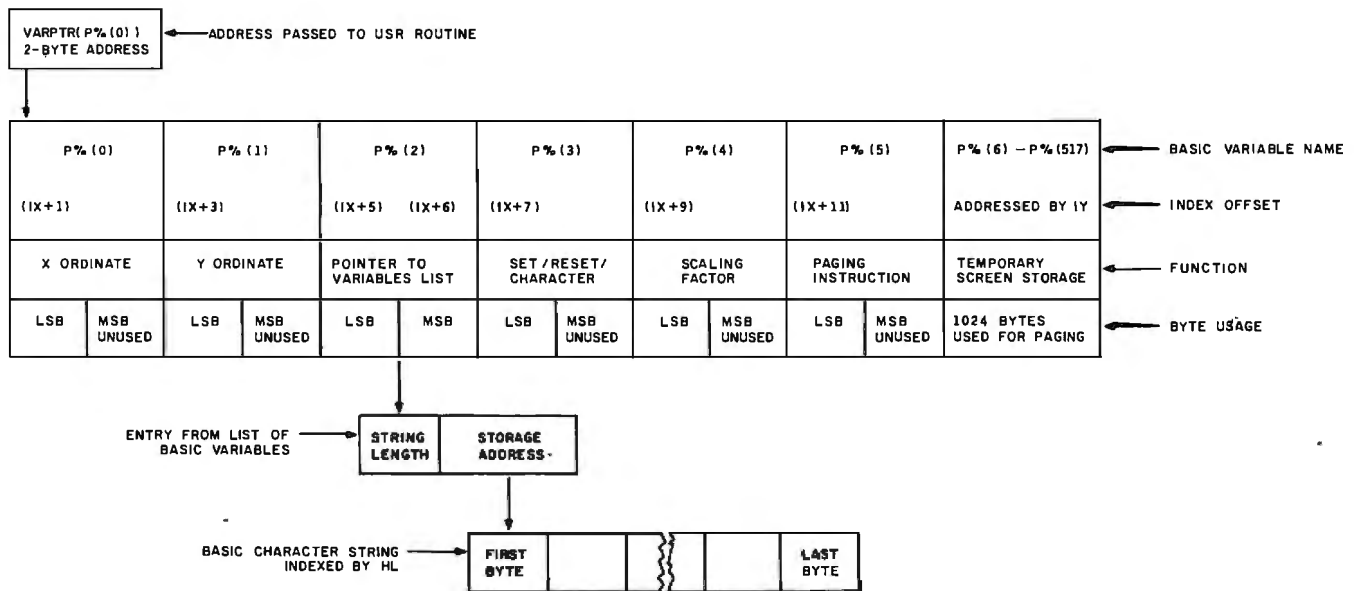 VARPTR(P%(0))
2-BYTE ADDRESS
ADDRESS PASSED TO USR ROUTINE
P%(0) P%(1) P%(2) P%(3) P%(4) P%(5) P%(6) – P%(517) BASIC VARIABLE NAME
(IX+1) (IX+3) (IX+5) (IX+6) (IX+7) (IX+9) (IX+11) ADDRESSED BY IY INDEX OFFSET
X ORDINATE
Y ORDINATE
POINTER TO
VARIABLES LIST
SET/RESET/
CHARACTER
SCALING
FACTOR
PAGING
INSTRUCTION
TEMPORARY
SCREEN STORAGE
FUNCTION
LSB
MSB
UNUSED
LSB
MSB
UNUSED
LSB
MSB
LSB
MSB
UNUSED
LSB
MSB
UNUSED
LSB
MSB
UNUSED
1024 BYTES
USED FOR PAGING
BYTE USAGE
ENTRY FROM LIST OF
BASIC VARIABLES
STRING
LENGTH
STORAGE
ADDRESS
BASIC CHARACTER STRING
INDEXED BY HL
FIRST
BYTE
LAST
BYTE